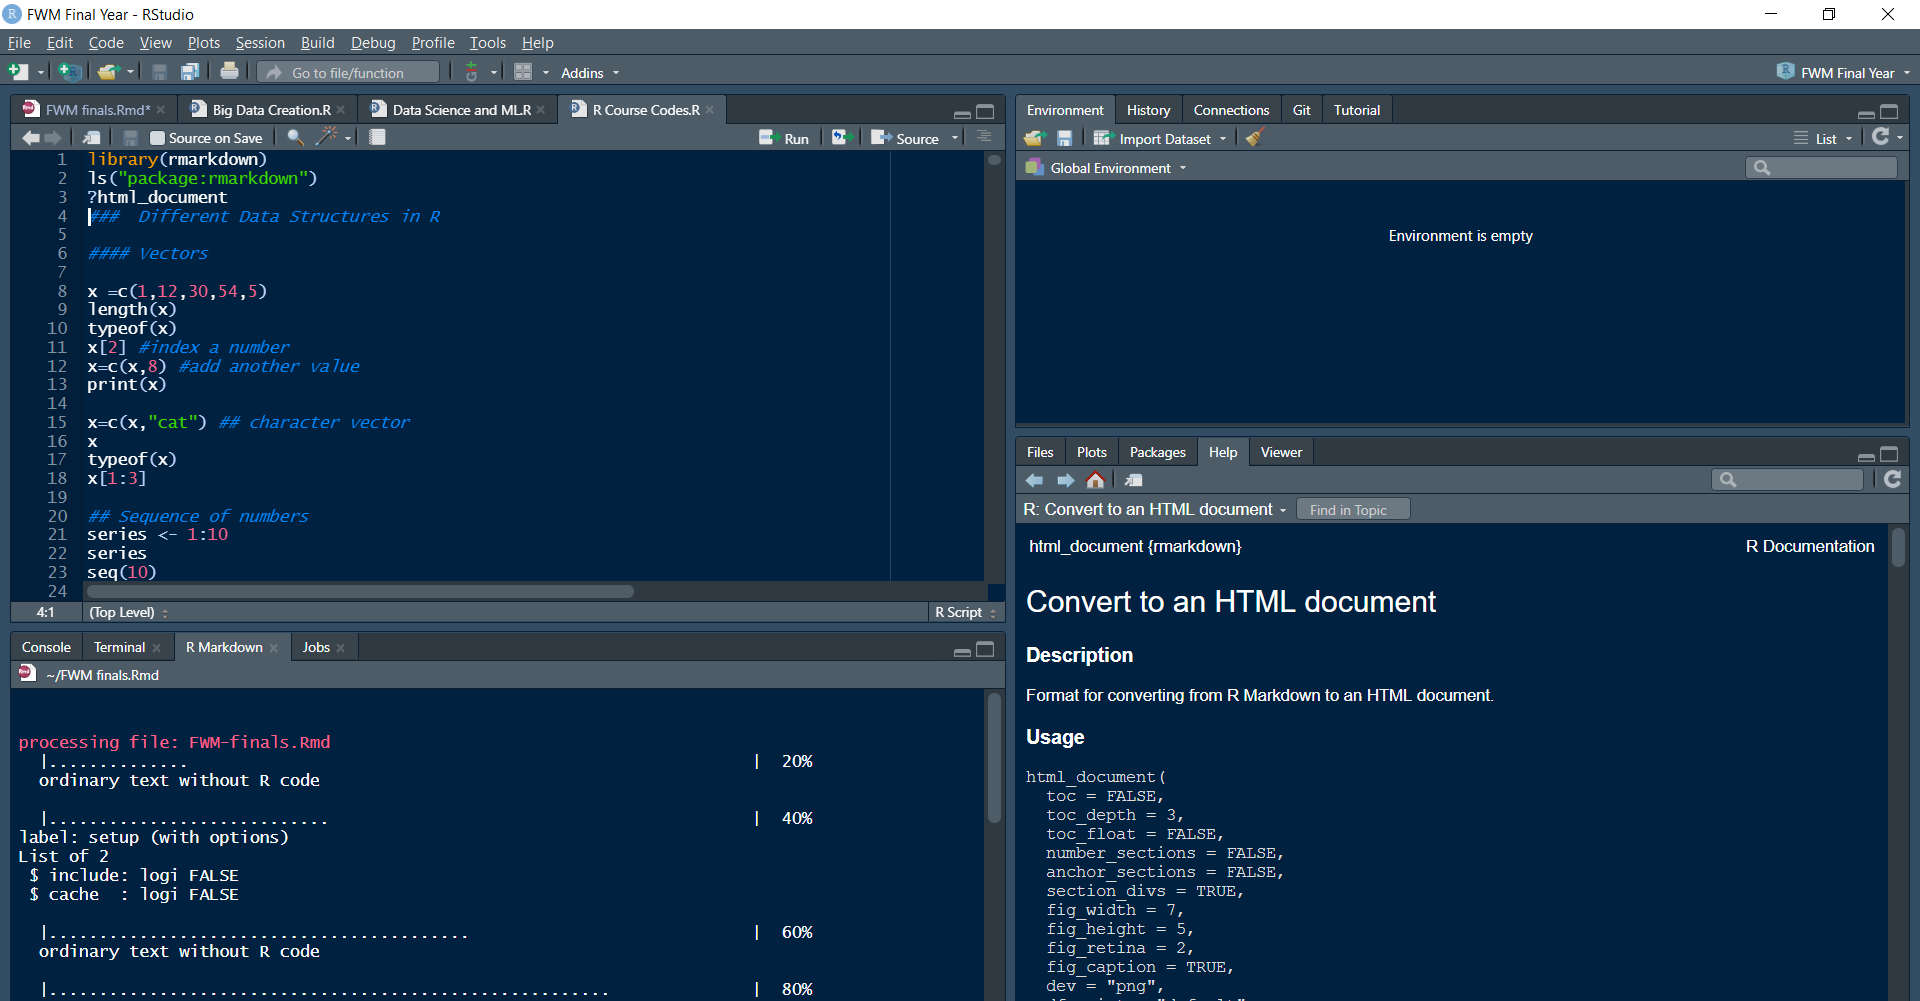 FWM Final Year - RStudio
File Edit Code View Plots Session Build Debug Profile Tools Help
Go to file/function Addins FWM Final Year
FWM finals.Rmd* Big Data Creation.R Data Science and ML.R R Course Codes.R
Source on Save Run Source
1 library(rmarkdown)
2 ls("package:rmarkdown")
3 ?html_document
4 ### Different Data Structures in R
5
6 #### Vectors
7
8 x =c(1,12,30,54,5)
9 length(x)
10 typeof(x)
11 x[2] #index a number
12 x=c(x,8) #add another value
13 print(x)
14
15 x=c(x,"cat") ## character vector
16 x
17 typeof(x)
18 x[1:3]
19
20 ## Sequence of numbers
21 series <- 1:10
22 series
23 seq(10)
24
4:1 (Top Level) R Script
Console Terminal R Markdown Jobs
~/FWM finals.Rmd
processing file: FWM-finals.Rmd
|.............. | 20%
ordinary text without R code
|............................ | 40%
label: setup (with options)
List of 2
$ include: logi FALSE
$ cache : logi FALSE
|.......................................... | 60%
ordinary text without R code
|........................................................ | 80%
Environment History Connections Git Tutorial
Import Dataset List
Global Environment
Environment is empty
Files Plots Packages Help Viewer
R: Convert to an HTML document Find in Topic
html_document {rmarkdown} R Documentation
Convert to an HTML document
Description
Format for converting from R Markdown to an HTML document.
Usage
html_document(
toc = FALSE,
toc_depth = 3,
toc_float = FALSE,
number_sections = FALSE,
anchor_sections = FALSE,
section_divs = TRUE,
fig_width = 7,
fig_height = 5,
fig_retina = 2,
fig_caption = TRUE,
dev = "png",